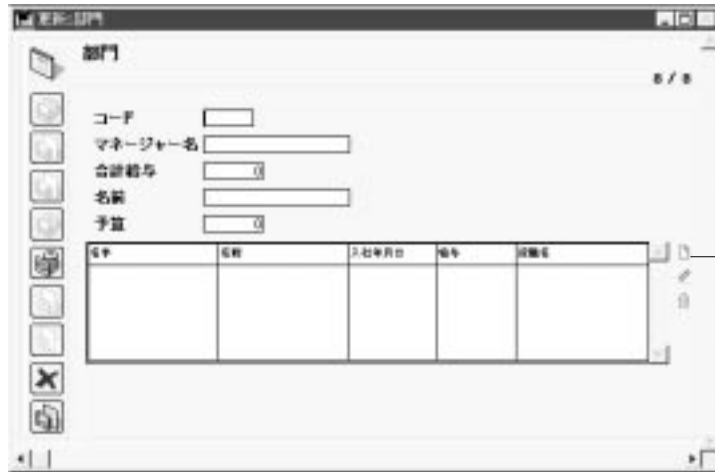 更新:部門
部門
8 / 8
コード
マネージャー名
合計給与 0
名前
予算 0
名字 名前 入社年月日 給与 役職名